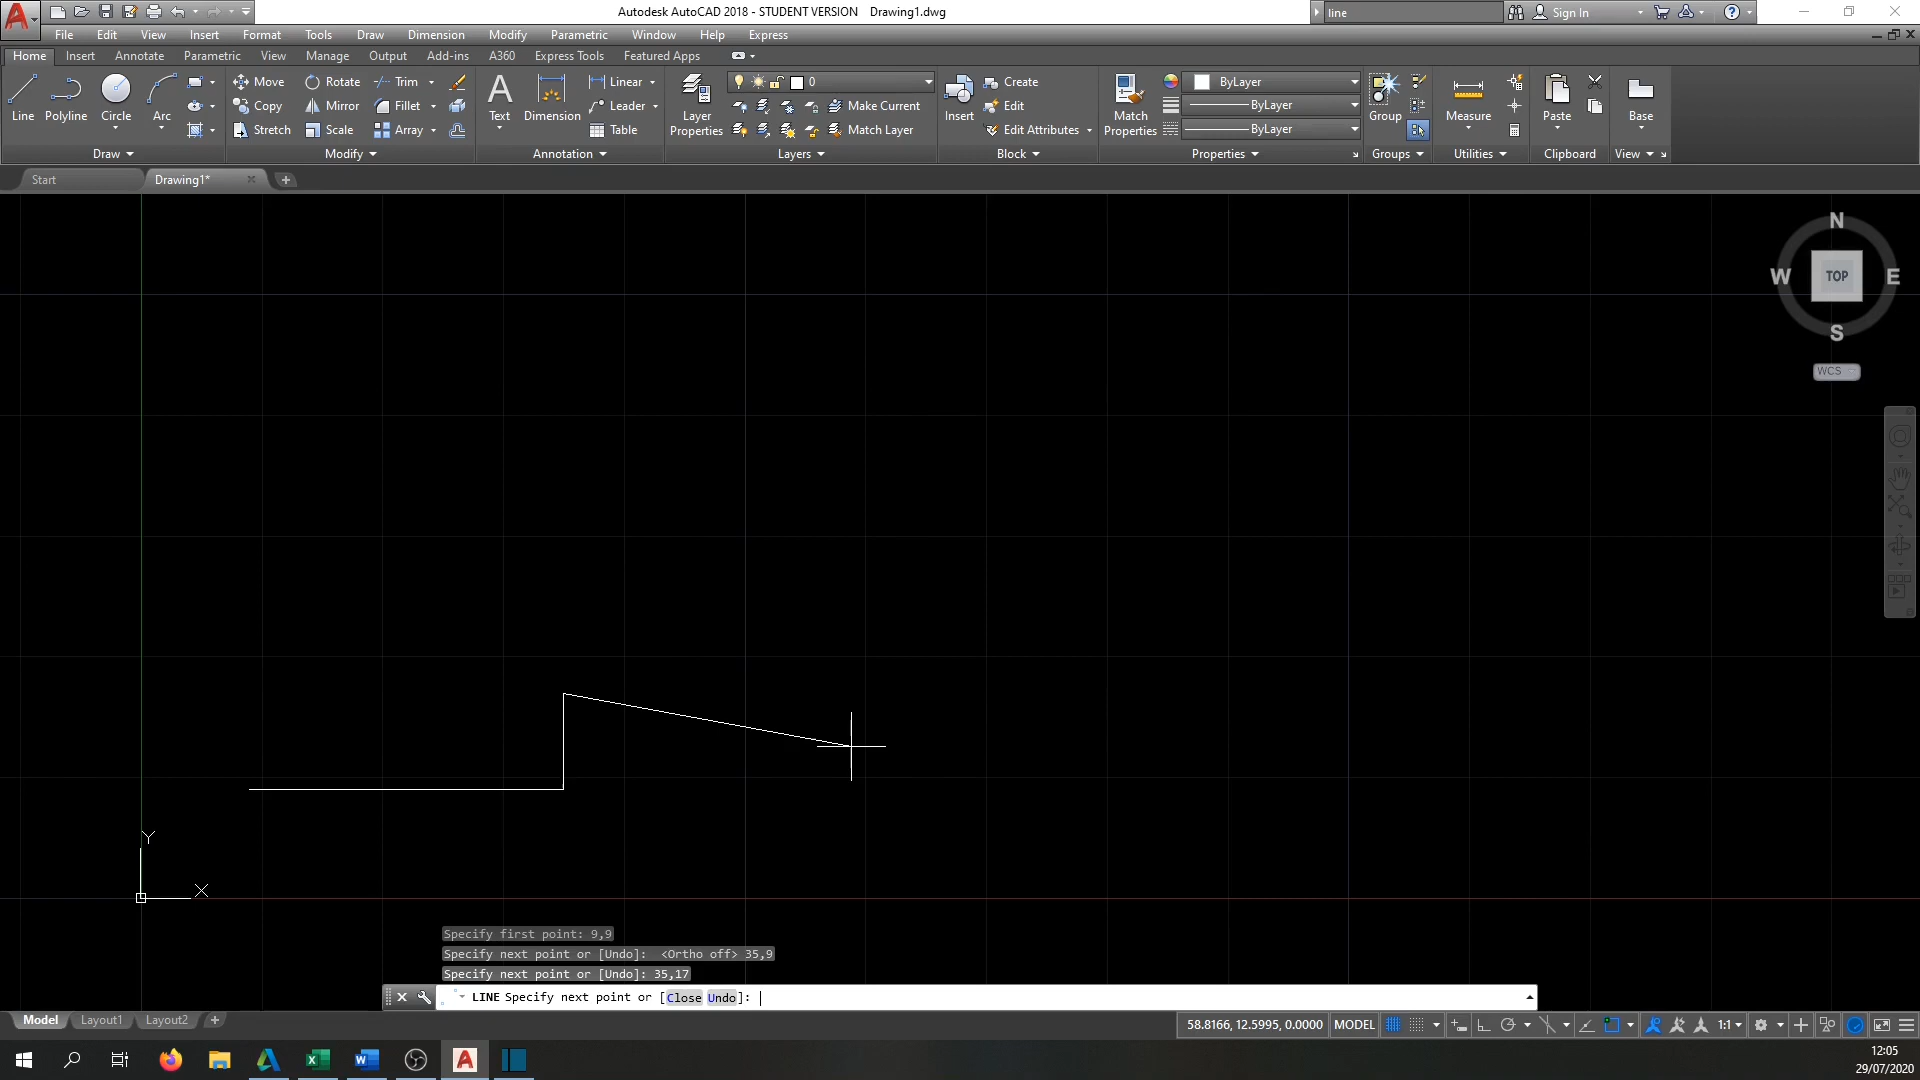 Autodesk AutoCAD 2018 - STUDENT VERSION Drawing1.dwg
line
Sign In
File Edit View Insert Format Tools Draw Dimension Modify Parametric Window Help Express
Home Insert Annotate Parametric View Manage Output Add-ins A360 Express Tools Featured Apps
Line Polyline Circle Arc
Move Rotate Trim
Copy Mirror Fillet
Stretch Scale Array
Text Dimension
Linear
Leader
Table
Layer
Properties
0
Make Current
Match Layer
Insert
Create
Edit
Edit Attributes
Match
Properties
ByLayer
ByLayer
ByLayer
Group
Measure
Paste
Base
Draw Modify Annotation Layers Block Properties Groups Utilities Clipboard View
Start Drawing1*
N
W TOP E
S
WCS
Y
X
Specify first point: 9,9
Specify next point or [Undo]: <Ortho off> 35,9
Specify next point or [Undo]: 35,17
LINE Specify next point or [Close Undo]:
Model Layout1 Layout2
58.8166, 12.5995, 0.0000 MODEL 1:1
12:05
29/07/2020